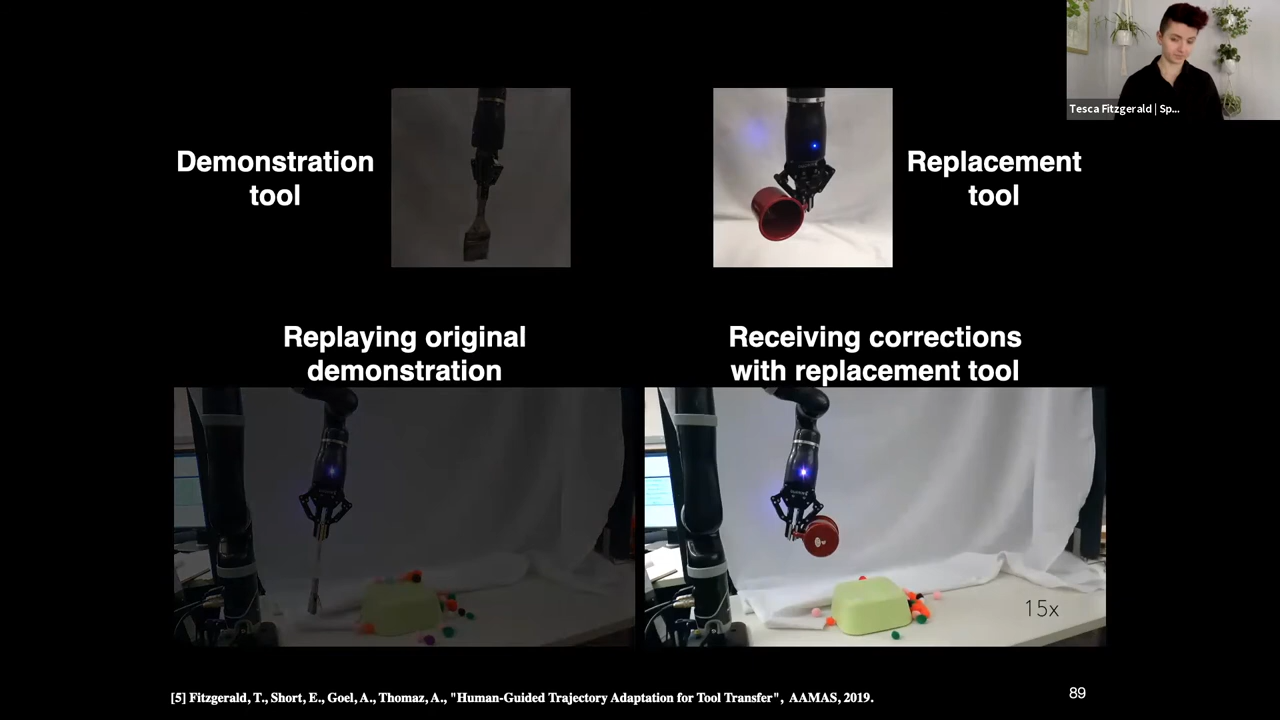 Tesca Fitzgerald | Sp...
Demonstration
tool
Replacement
tool
Replaying original
demonstration
Receiving corrections
with replacement tool
15x
[5] Fitzgerald, T., Short, E., Goel, A., Thomaz, A., "Human-Guided Trajectory Adaptation for Tool Transfer", AAMAS, 2019.
89